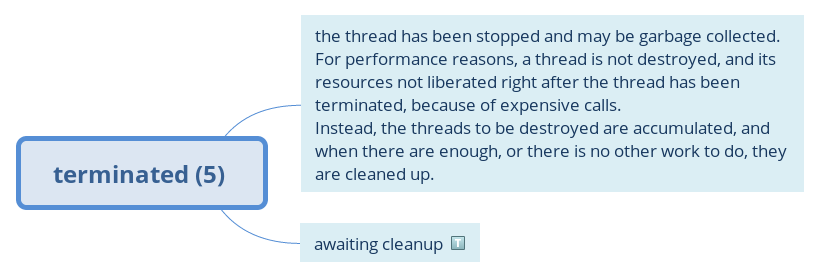 the thread has been stopped and may be garbage collected.
For performance reasons, a thread is not destroyed, and its
resources not liberated right after the thread has been
terminated, because of expensive calls.
Instead, the threads to be destroyed are accumulated, and
when there are enough, or there is no other work to do, they
are cleaned up.
terminated (5)
awaiting cleanup T